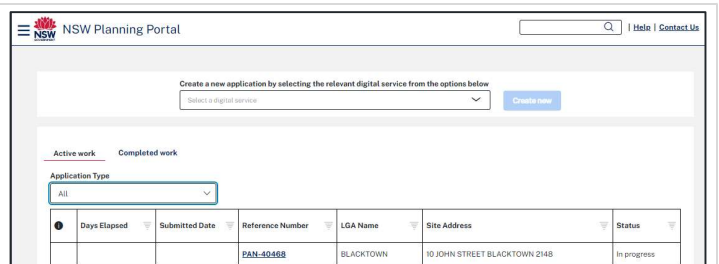 NSW Planning Portal | Help | Contact Us
NSW
GOVERNMENT
Create a new application by selecting the relevant digital service from the options below
Select a digital service Create new
Active work Completed work
Application Type
All
Days Elapsed Submitted Date Reference Number LGA Name Site Address Status
PAN-40468 BLACKTOWN 10 JOHN STREET BLACKTOWN 2148 In progress